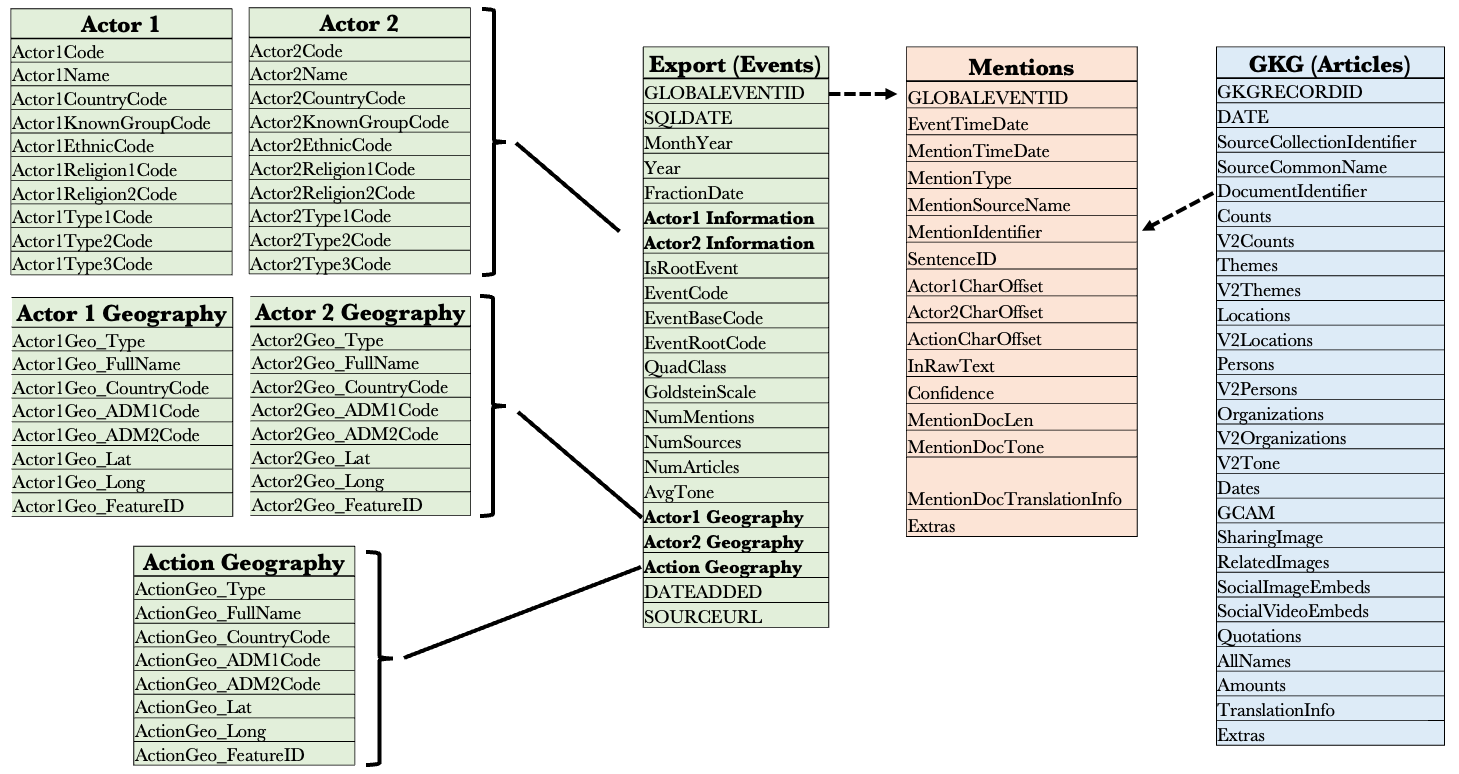 Actor 1
Actor1Code
Actor1Name
Actor1CountryCode
Actor1KnownGroupCode
Actor1EthnicCode
Actor1Religion1Code
Actor1Religion2Code
Actor1Type1Code
Actor1Type2Code
Actor1Type3Code
Actor 2
Actor2Code
Actor2Name
Actor2CountryCode
Actor2KnownGroupCode
Actor2EthnicCode
Actor2Religion1Code
Actor2Religion2Code
Actor2Type1Code
Actor2Type2Code
Actor2Type3Code
Actor 1 Geography
Actor1Geo_Type
Actor1Geo_FullName
Actor1Geo_CountryCode
Actor1Geo_ADM1Code
Actor1Geo_ADM2Code
Actor1Geo_Lat
Actor1Geo_Long
Actor1Geo_FeatureID
Actor 2 Geography
Actor2Geo_Type
Actor2Geo_FullName
Actor2Geo_CountryCode
Actor2Geo_ADM1Code
Actor2Geo_ADM2Code
Actor2Geo_Lat
Actor2Geo_Long
Actor2Geo_FeatureID
Action Geography
ActionGeo_Type
ActionGeo_FullName
ActionGeo_CountryCode
ActionGeo_ADM1Code
ActionGeo_ADM2Code
ActionGeo_Lat
ActionGeo_Long
ActionGeo_FeatureID
Export (Events)
GLOBALEVENTID
SQLDATE
MonthYear
Year
FractionDate
Actor1 Information
Actor2 Information
IsRootEvent
EventCode
EventBaseCode
EventRootCode
QuadClass
GoldsteinScale
NumMentions
NumSources
NumArticles
AvgTone
Actor1 Geography
Actor2 Geography
Action Geography
DATEADDED
SOURCEURL
Mentions
GLOBALEVENTID
EventTimeDate
MentionTimeDate
MentionType
MentionSourceName
MentionIdentifier
SentenceID
Actor1CharOffset
Actor2CharOffset
ActionCharOffset
InRawText
Confidence
MentionDocLen
MentionDocTone
MentionDocTranslationInfo
Extras
GKG (Articles)
GKGRECORDID
DATE
SourceCollectionIdentifier
SourceCommonName
DocumentIdentifier
Counts
V2Counts
Themes
V2Themes
Locations
V2Locations
Persons
V2Persons
Organizations
V2Organizations
V2Tone
Dates
GCAM
SharingImage
RelatedImages
SocialImageEmbeds
SocialVideoEmbeds
Quotations
AllNames
Amounts
TranslationInfo
Extras